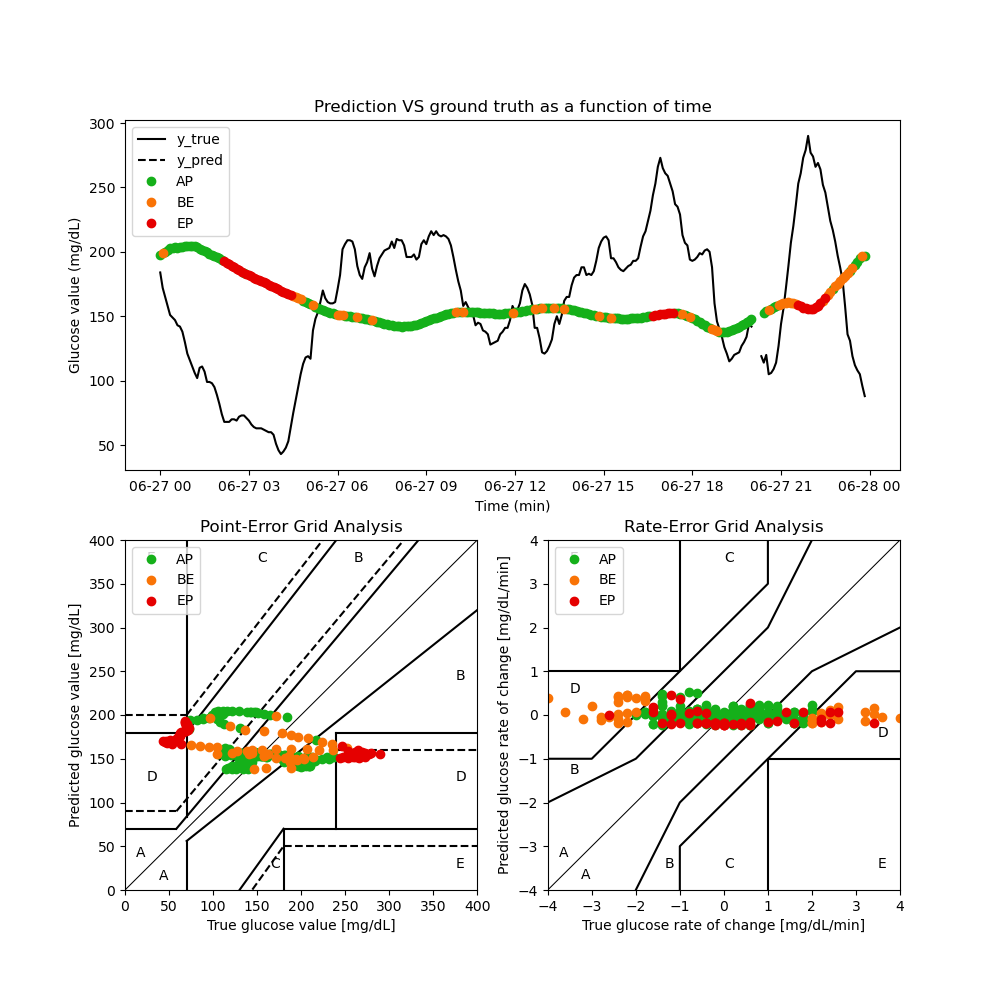 Prediction VS ground truth as a function of time
300
250
200
150
100
50
Glucose value (mg/dL)
y_true
y_pred
AP
BE
EP
06-27 00 06-27 03 06-27 06 06-27 09 06-27 12 06-27 15 06-27 18 06-27 21 06-28 00
Time (min)
Point-Error Grid Analysis
400
350
300
250
200
150
100
50
0
Predicted glucose value [mg/dL]
AP
BE
EP
C B
B
D D
A
A
C
E
0 50 100 150 200 250 300 350 400
True glucose value [mg/dL]
Rate-Error Grid Analysis
4
3
2
1
0
−1
−2
−3
−4
Predicted glucose rate of change [mg/dL/min]
AP
BE
EP
C
D
D
B
A
A
B C E
−4 −3 −2 −1 0 1 2 3 4
True glucose rate of change [mg/dL/min]